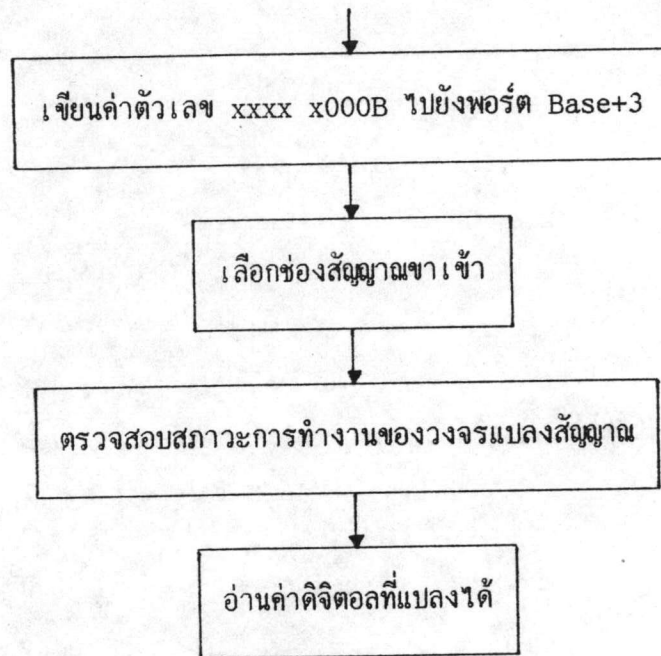 เขียนค่าตัวเลข xxxx x000B ไปยังพอร์ต Base+3
เลือกช่องสัญญาณขาเข้า
ตรวจสอบสภาวะการทำงานของวงจรแปลงสัญญาณ
อ่านค่าดิจิตอลที่แปลงได้